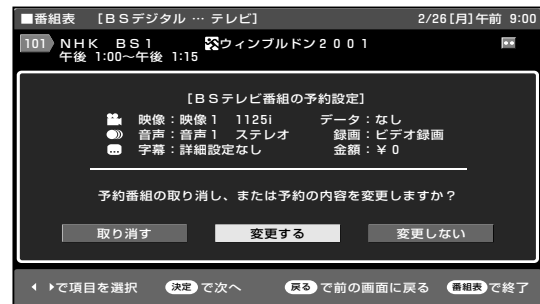 ■番組表　[BSデジタル … テレビ]　2/26[月]午前 9:00
101　NHK BS1　ウィンブルドン2001
午後 1:00〜午後 1:15
[BSテレビ番組の予約設定]
映像：映像1　1125i　データ：なし
音声：音声1　ステレオ　録画：ビデオ録画
字幕：詳細設定なし　金額：¥0
予約番組の取り消し、または予約の内容を変更しますか？
取り消す　変更する　変更しない
で項目を選択　決定 で次へ　戻る で前の画面に戻る　番組表 で終了